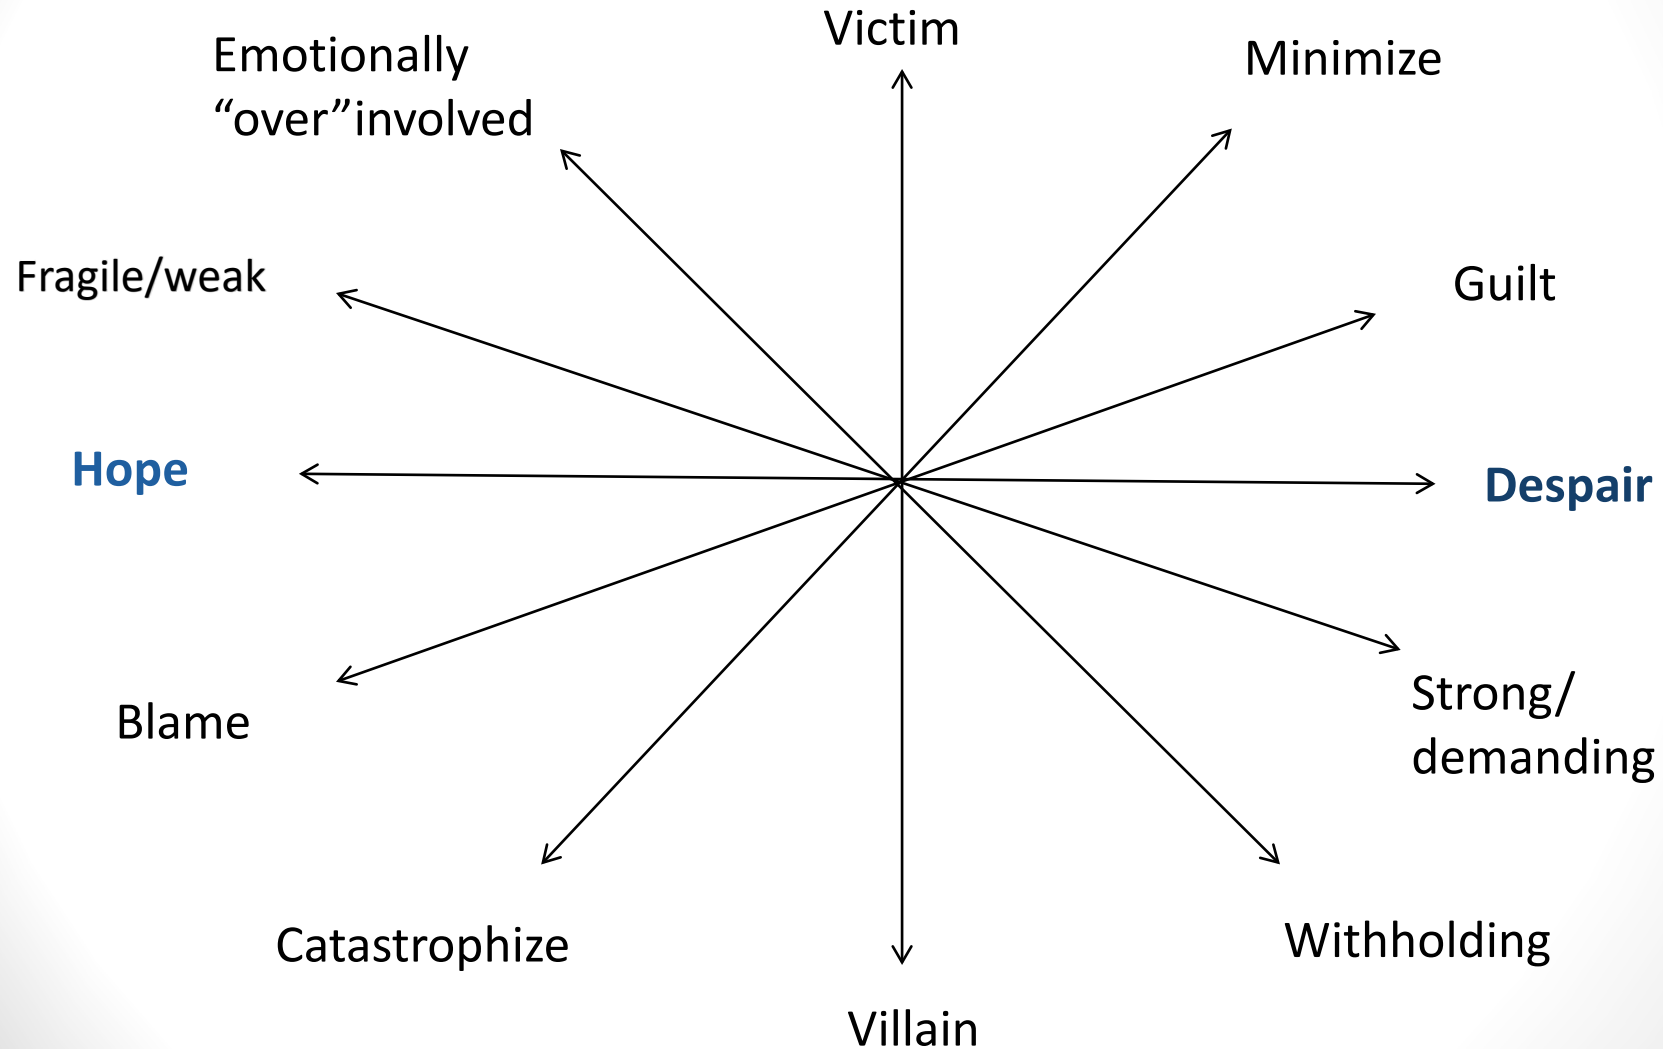 Victim
Emotionally
“over”involved
Minimize
Fragile/weak
Guilt
Hope
Despair
Blame
Strong/
demanding
Catastrophize
Withholding
Villain